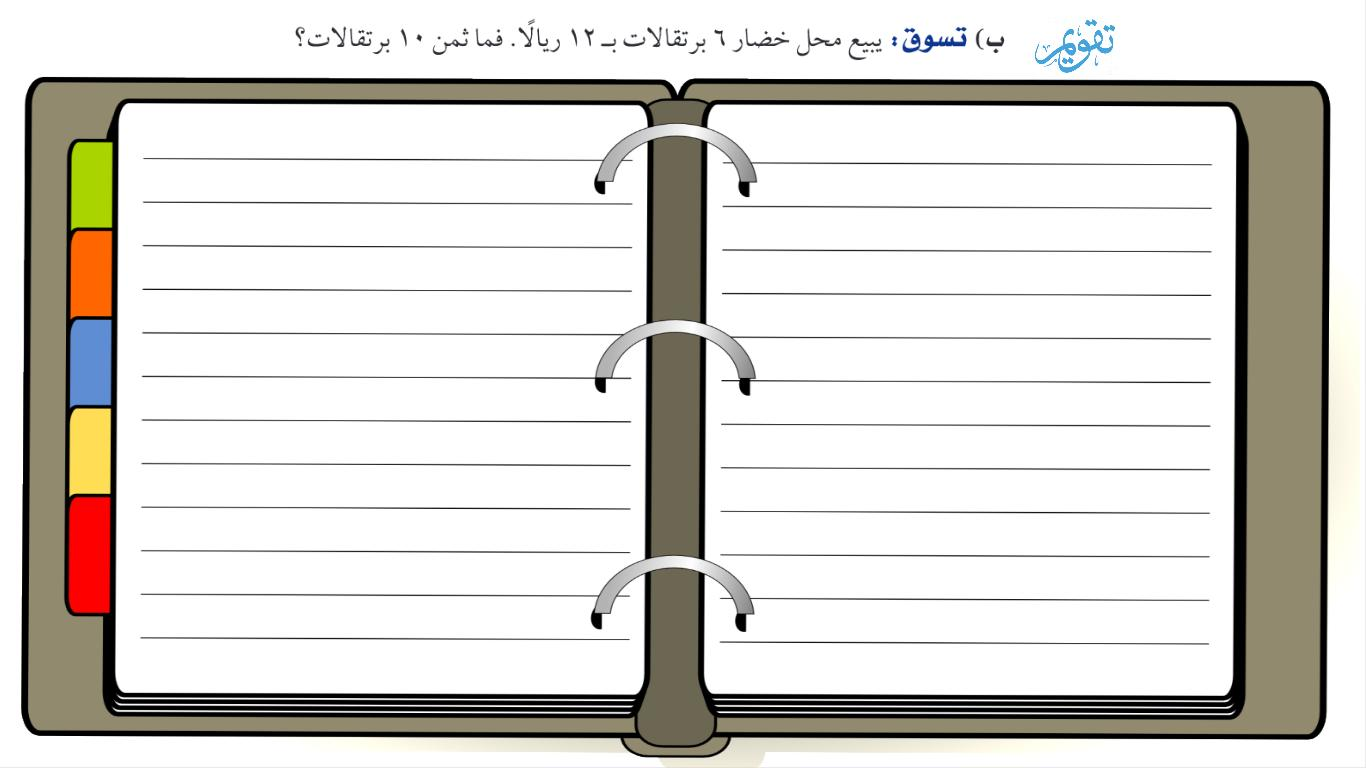 تقويم
ب) تسوق: يبيع محل خضار ٦ برتقالات بـ ١٢ ريالًا. فما ثمن ١٠ برتقالات؟